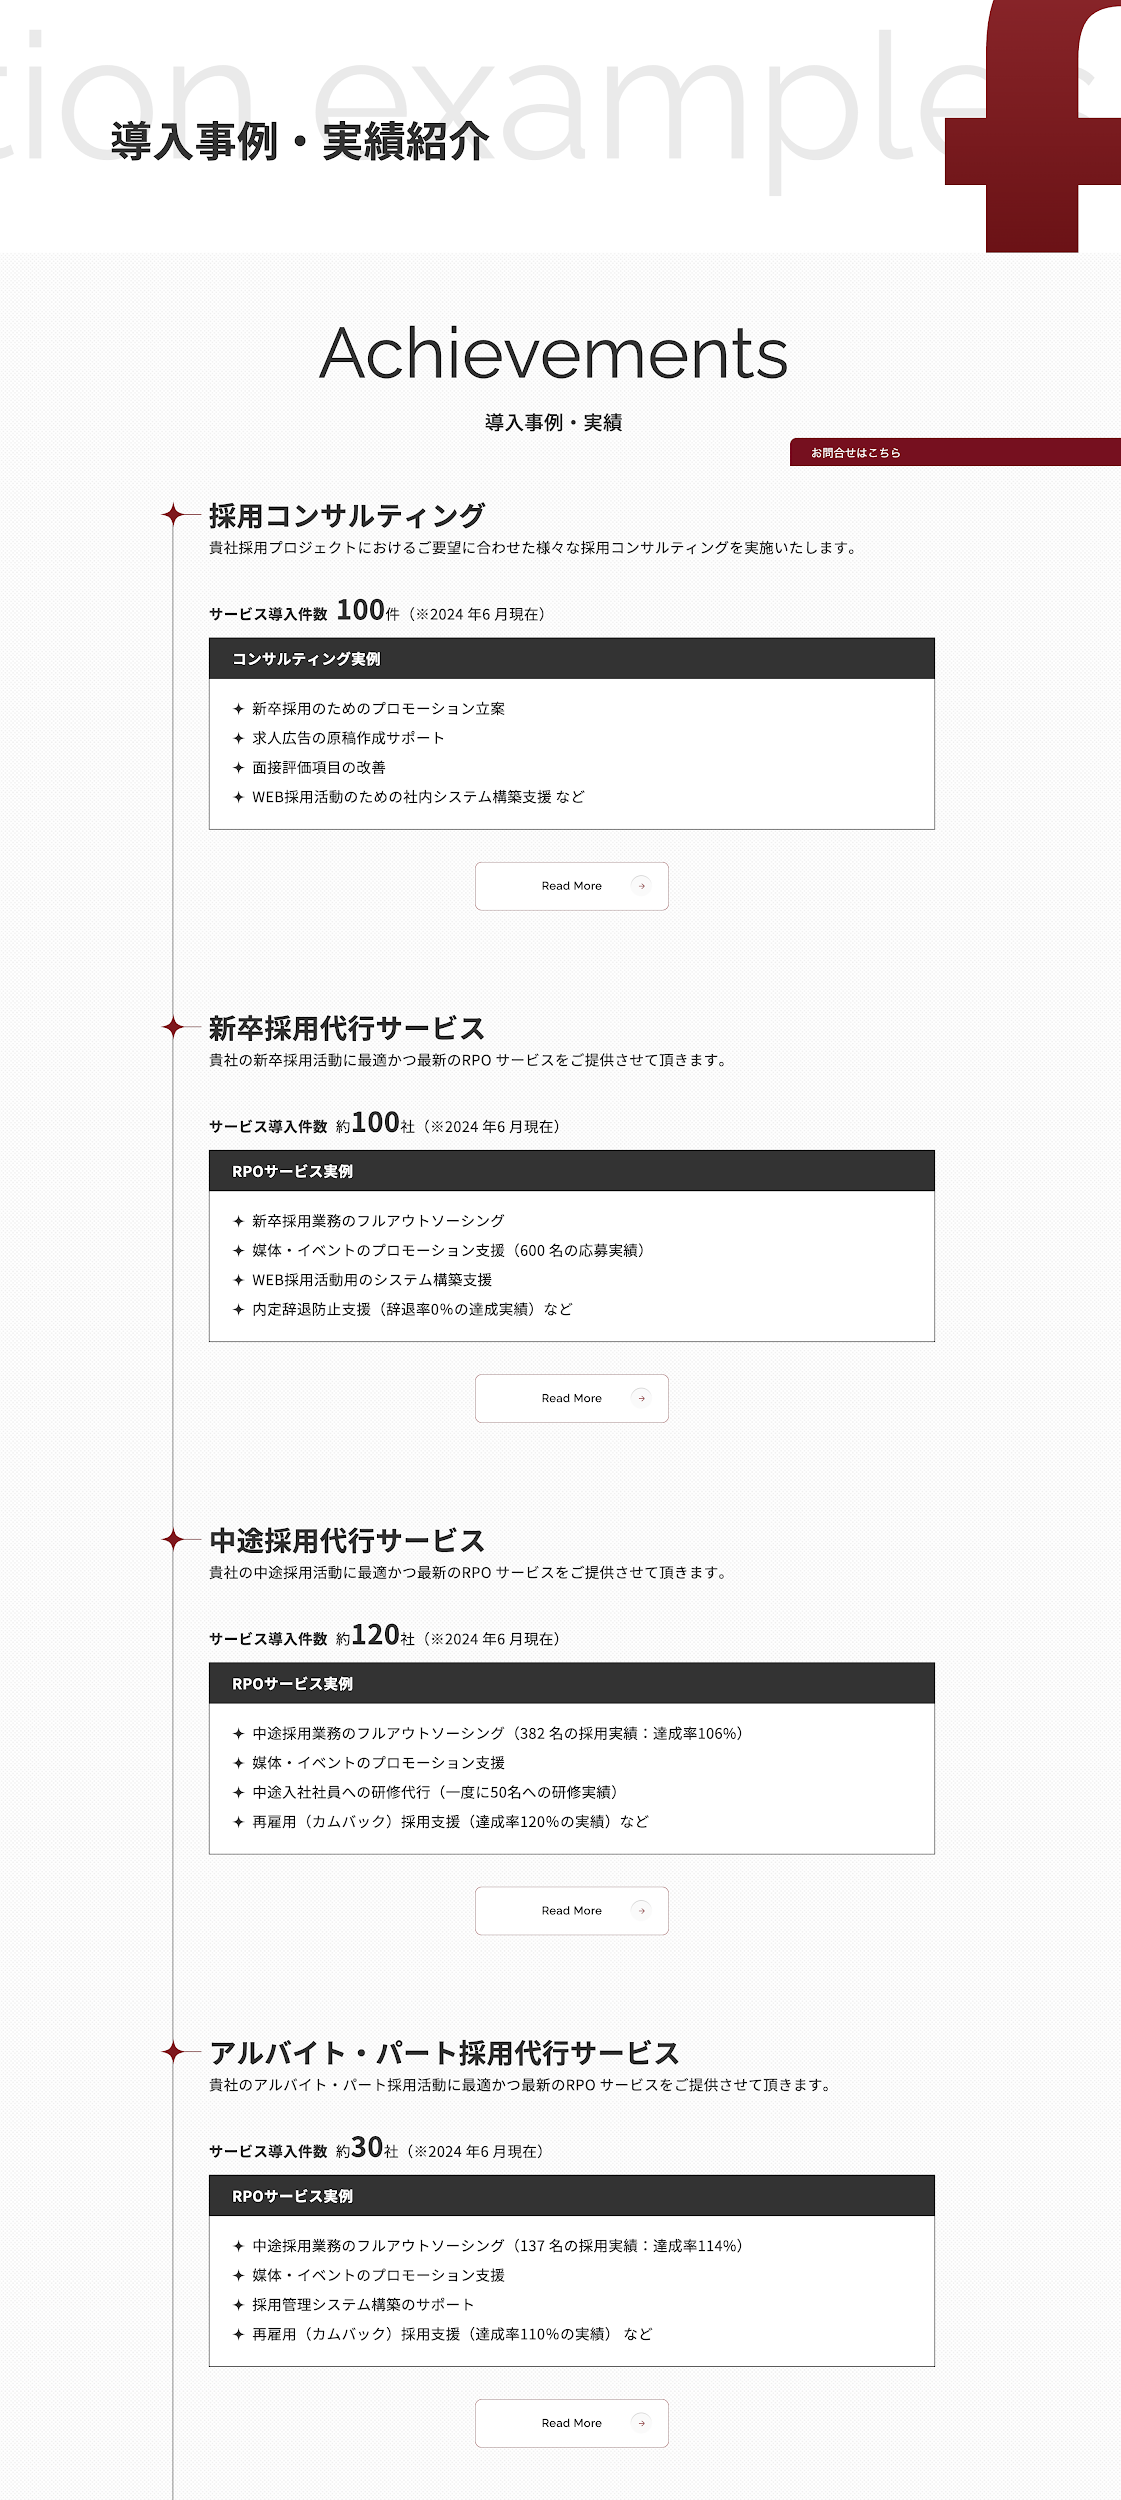 tion examples
導入事例・実績紹介
f
Achievements
導入事例・実績
お問合せはこちら
採用コンサルティング
貴社採用プロジェクトにおけるご要望に合わせた様々な採用コンサルティングを実施いたします。
サービス導入件数 100件（※2024 年6 月現在）
コンサルティング実例
新卒採用のためのプロモーション立案
求人広告の原稿作成サポート
面接評価項目の改善
WEB採用活動のための社内システム構築支援 など
Read More
新卒採用代行サービス
貴社の新卒採用活動に最適かつ最新のRPO サービスをご提供させて頂きます。
サービス導入件数 約100社（※2024 年6 月現在）
RPOサービス実例
新卒採用業務のフルアウトソーシング
媒体・イベントのプロモーション支援（600 名の応募実績）
WEB採用活動用のシステム構築支援
内定辞退防止支援（辞退率0％の達成実績）など
Read More
中途採用代行サービス
貴社の中途採用活動に最適かつ最新のRPO サービスをご提供させて頂きます。
サービス導入件数 約120社（※2024 年6 月現在）
RPOサービス実例
中途採用業務のフルアウトソーシング（382 名の採用実績：達成率106%）
媒体・イベントのプロモーション支援
中途入社社員への研修代行（一度に50名への研修実績）
再雇用（カムバック）採用支援（達成率120％の実績）など
Read More
アルバイト・パート採用代行サービス
貴社のアルバイト・パート採用活動に最適かつ最新のRPO サービスをご提供させて頂きます。
サービス導入件数 約30社（※2024 年6 月現在）
RPOサービス実例
中途採用業務のフルアウトソーシング（137 名の採用実績：達成率114%）
媒体・イベントのプロモーション支援
採用管理システム構築のサポート
再雇用（カムバック）採用支援（達成率110％の実績） など
Read More